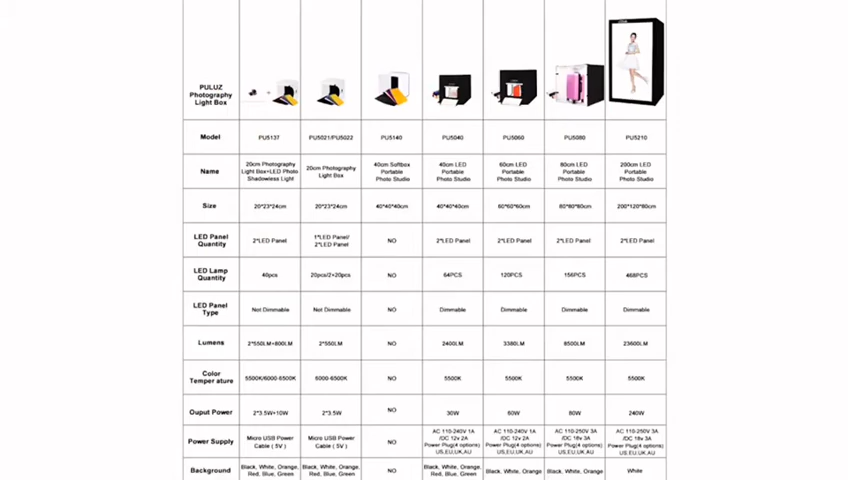 PULUZ
Photography
Light Box
Model
PU5137
PU5021/PU5022
PU5140
PU5040
PU5060
PU5080
PU5210
Name
20cm Photography
Light Box+LED Photo
Shadowless Light
20cm Photography
Light Box
40cm Softbox
Portable
Photo Studio
40cm LED
Portable
Photo Studio
60cm LED
Portable
Photo Studio
80cm LED
Portable
Photo Studio
200cm LED
Portable
Photo Studio
Size
20*23*24cm
20*23*24cm
40*40*40cm
40*40*40cm
60*60*60cm
80*80*80cm
200*120*80cm
LED Panel
Quantity
2*LED Panel
1*LED Panel/
2*LED Panel
NO
2*LED Panel
2*LED Panel
2*LED Panel
2*LED Panel
LED Lamp
Quantity
40pcs
20pcs/2*20pcs
NO
64PCS
120PCS
156PCS
468PCS
LED Panel
Type
Not Dimmable
Not Dimmable
NO
Dimmable
Dimmable
Dimmable
Dimmable
Lumens
2*550LM+800LM
2*550LM
NO
2400LM
3380LM
8500LM
23600LM
Color
Temper ature
5500K/6000-6500K
6000-6500K
NO
5500K
5500K
5500K
5500K
Ouput Power
2*3.5W+10W
2*3.5W
NO
30W
60W
80W
240W
Power Supply
Micro USB Power
Cable ( 5V )
Micro USB Power
Cable ( 5V )
NO
AC 110-240V 1A
/DC 12v 2A
Power Plug(4 options)
US,EU,UK,AU
AC 110-240V 1A
/DC 12v 2A
Power Plug(4 options)
US,EU,UK,AU
AC 110-250V 3A
/DC 18v 3A
Power Plug(4 options)
US,EU,UK,AU
AC 110-250V 3A
/DC 18v 3A
Power Plug(4 options)
US,EU,UK,AU
Background
Black, White, Orange,
Red, Blue, Green
Black, White, Orange,
Red, Blue, Green
NO
Black, White, Orange,
Red, Blue, Green
Black, White, Orange
Black, White, Orange
White